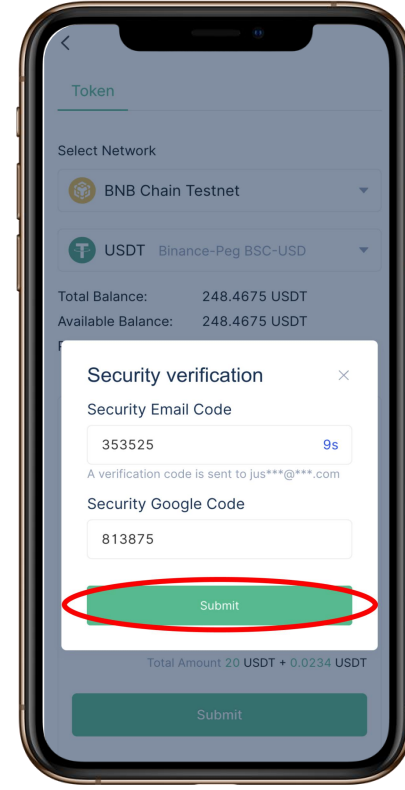 Token
Select Network
BNB Chain Testnet
USDT Binance-Peg BSC-USD
Total Balance: 248.4675 USDT
Available Balance: 248.4675 USDT
Security verification
Security Email Code
353525 9s
A verification code is sent to jus***@***.com
Security Google Code
813875
Submit
Total Amount 20 USDT + 0.0234 USDT
Submit